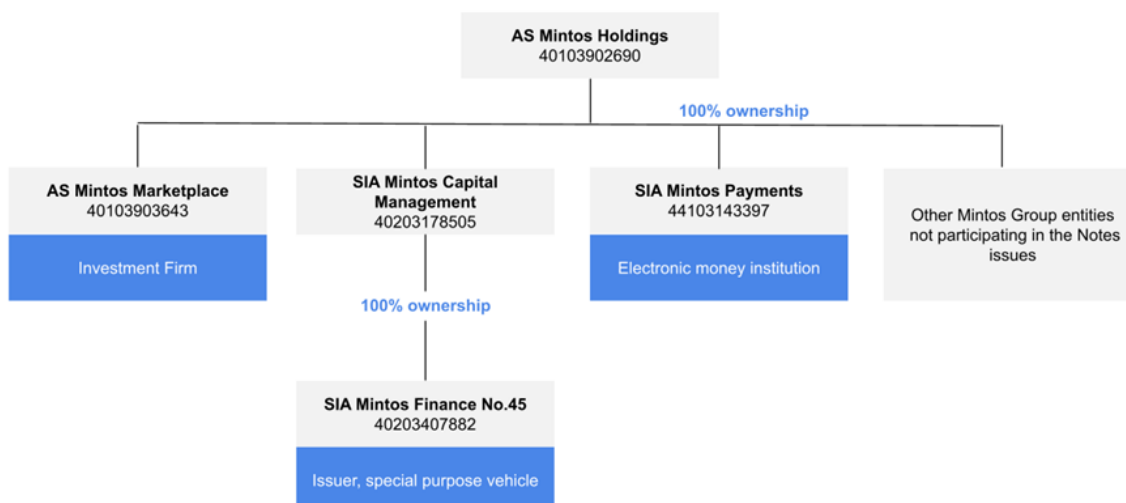 AS Mintos Holdings
40103902690
100% ownership
AS Mintos Marketplace
40103903643
Investment Firm
SIA Mintos Capital
Management
40203178505
SIA Mintos Payments
44103143397
Electronic money institution
Other Mintos Group entities
not participating in the Notes
issues
100% ownership
SIA Mintos Finance No.45
40203407882
Issuer, special purpose vehicle